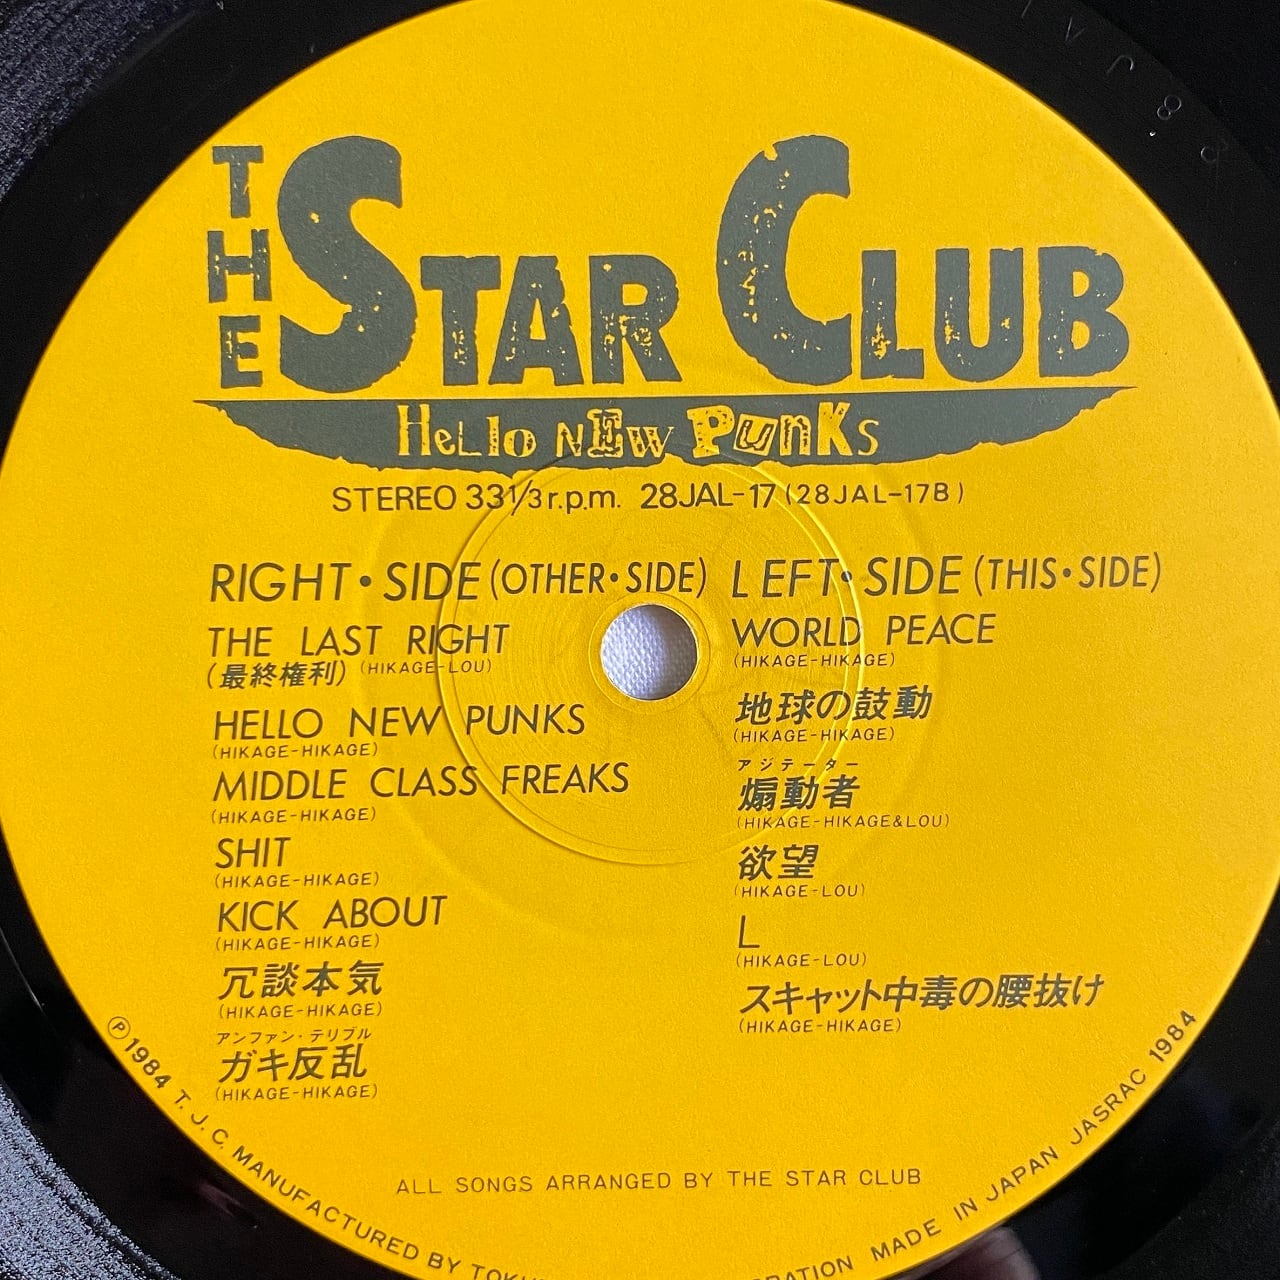 THE STAR CLUB
HELLO NEW PUNKS
STEREO 33 1/3 r.p.m. 28JAL-17 (28JAL-17B)
RIGHT・SIDE (OTHER・SIDE)
THE LAST RIGHT
(最終権利) (HIKAGE-LOU)
HELLO NEW PUNKS
(HIKAGE-HIKAGE)
MIDDLE CLASS FREAKS
(HIKAGE-HIKAGE)
SHIT
(HIKAGE-HIKAGE)
KICK ABOUT
(HIKAGE-HIKAGE)
冗談本気
(HIKAGE-HIKAGE)
アンファン・テリブル
ガキ反乱
(HIKAGE-HIKAGE)
LEFT・SIDE (THIS・SIDE)
WORLD PEACE
(HIKAGE-HIKAGE)
地球の鼓動
(HIKAGE-HIKAGE)
アジテーター
煽動者
(HIKAGE-HIKAGE&LOU)
欲望
(HIKAGE-LOU)
L
(HIKAGE-LOU)
スキャット中毒の腰抜け
(HIKAGE-HIKAGE)
ALL SONGS ARRANGED BY THE STAR CLUB
Ⓟ1984 T.J.C. MANUFACTURED BY MADE IN JAPAN JASRAC 1984